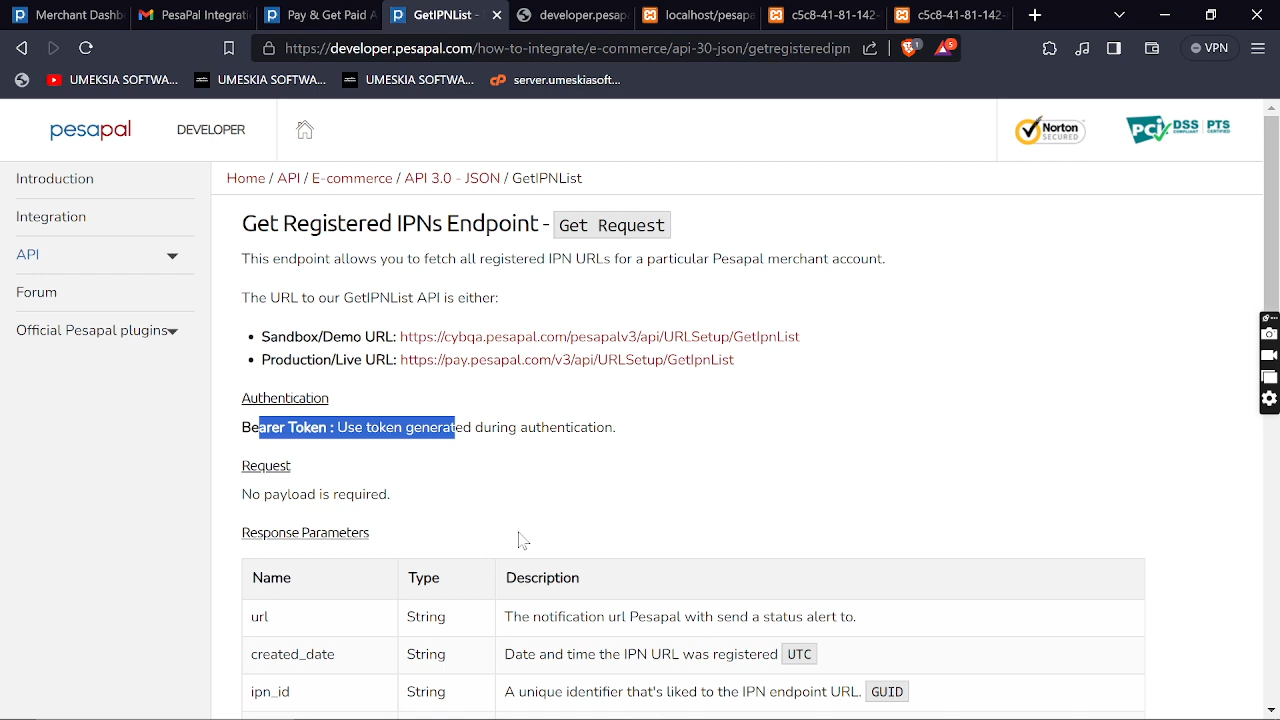 Merchant Dashb
MesaPal Integrati
Pay & Get Paid A
GetIPNList -
developer.pesap
localhost/pesapa
c5c8-41-81-142-
c5c8-41-81-142-
https://developer.pesapal.com/how-to-integrate/e-commerce/api-30-json/getregisteredipn
1
5
VPN
UMEKSIA SOFTWA...
UMESKIA SOFTWA...
UMESKIA SOFTWA...
server.umeskiasoft...
pesapal
DEVELOPER
Norton
SECURED
PCI DSS COMPLIANT PTS CERTIFIED
Introduction
Integration
API
Forum
Official Pesapal plugins
Home / API / E-commerce / API 3.0 - JSON / GetIPNList
Get Registered IPNs Endpoint - Get Request
This endpoint allows you to fetch all registered IPN URLs for a particular Pesapal merchant account.
The URL to our GetIPNList API is either:
• Sandbox/Demo URL: https://cybqa.pesapal.com/pesapalv3/api/URLSetup/GetIpnList
• Production/Live URL: https://pay.pesapal.com/v3/api/URLSetup/GetIpnList
Authentication
Bearer Token : Use token generated during authentication.
Request
No payload is required.
Response Parameters
Name Type Description
url String The notification url Pesapal with send a status alert to.
created_date String Date and time the IPN URL was registered UTC
ipn_id String A unique identifier that's liked to the IPN endpoint URL. GUID